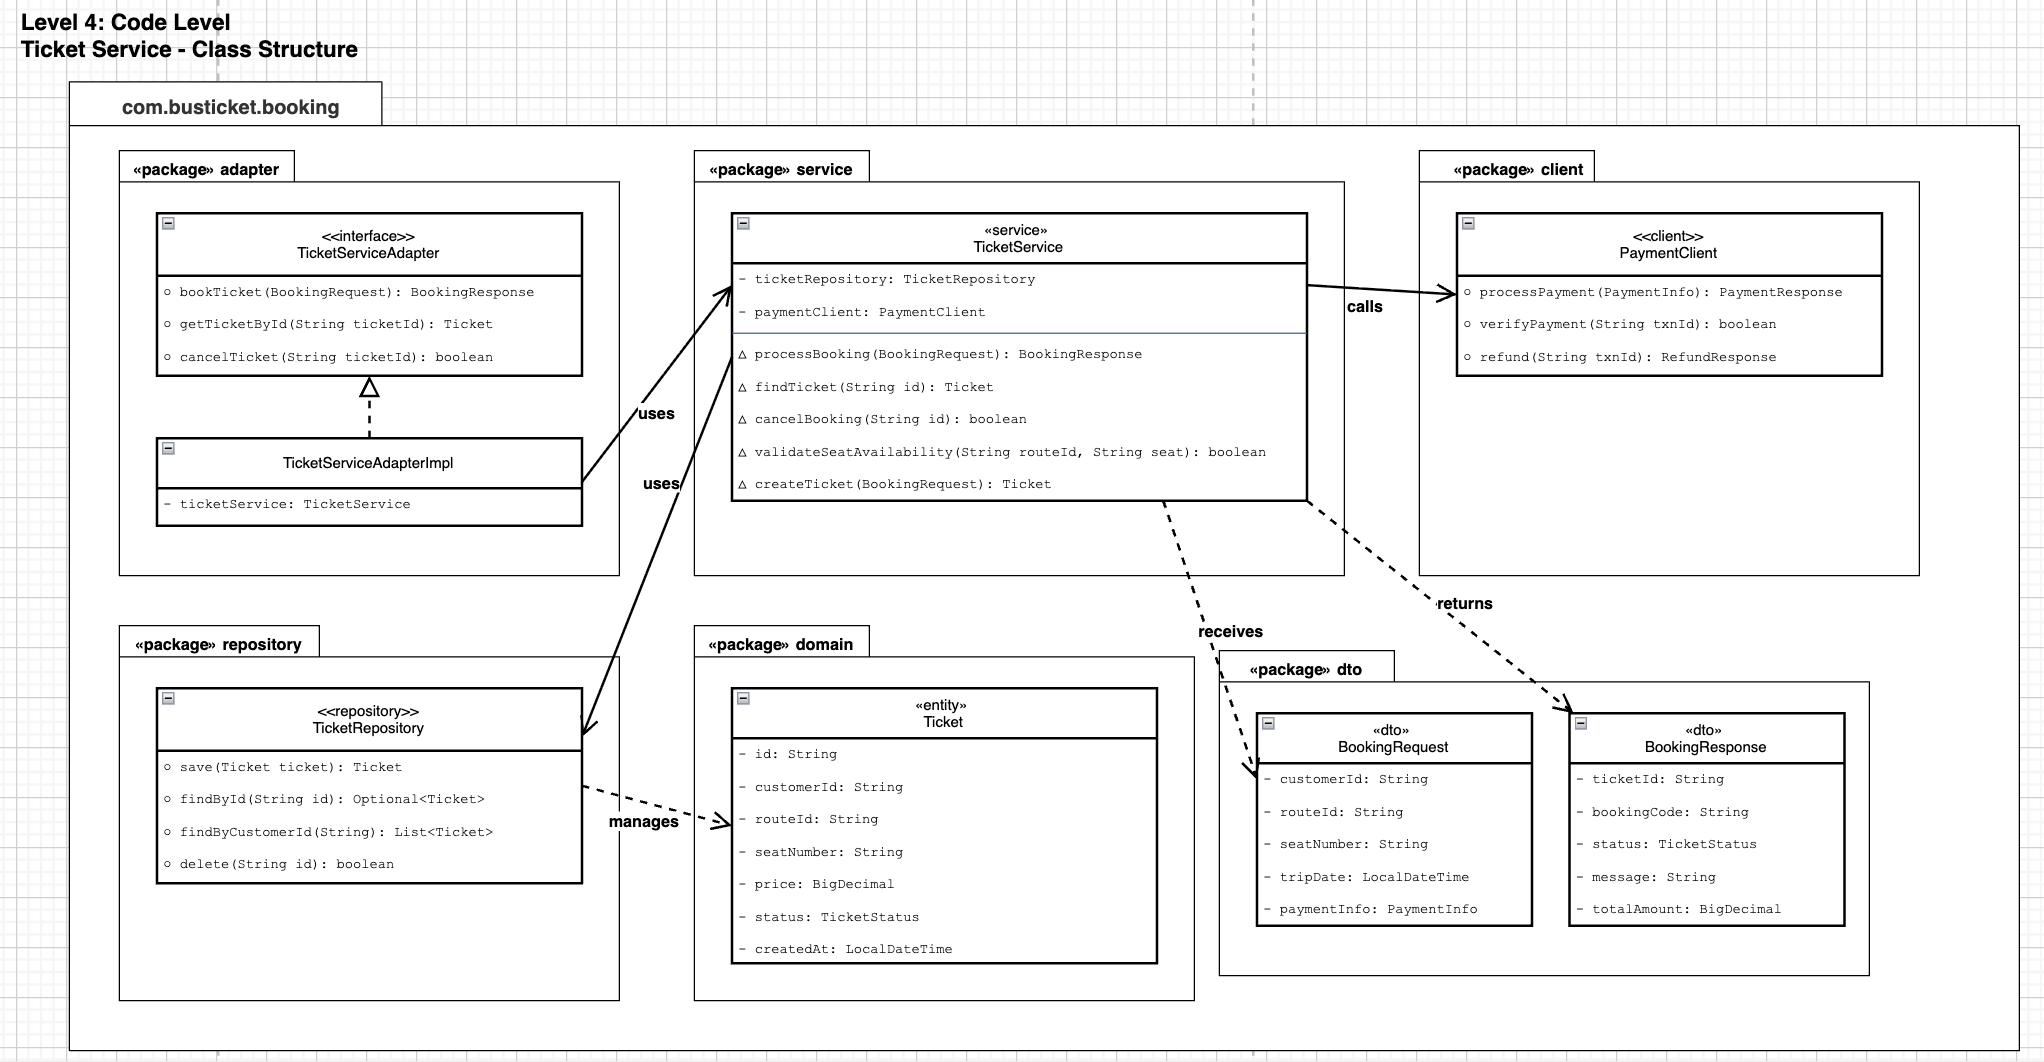 Level 4: Code Level
Ticket Service - Class Structure
com.busticket.booking
«package» adapter
<<interface>>
TicketServiceAdapter
bookTicket(BookingRequest): BookingResponse
getTicketById(String ticketId): Ticket
cancelTicket(String ticketId): boolean
TicketServiceAdapterImpl
- ticketService: TicketService
uses
uses
«package» service
«service»
TicketService
- ticketRepository: TicketRepository
- paymentClient: PaymentClient
processBooking(BookingRequest): BookingResponse
findTicket(String id): Ticket
cancelBooking(String id): boolean
validateSeatAvailability(String routeId, String seat): boolean
createTicket(BookingRequest): Ticket
calls
«package» client
<<client>>
PaymentClient
processPayment(PaymentInfo): PaymentResponse
verifyPayment(String txnId): boolean
refund(String txnId): RefundResponse
returns
receives
«package» repository
<<repository>>
TicketRepository
save(Ticket ticket): Ticket
findById(String id): Optional<Ticket>
findByCustomerId(String): List<Ticket>
delete(String id): boolean
manages
«package» domain
«entity»
Ticket
- id: String
- customerId: String
- routeId: String
- seatNumber: String
- price: BigDecimal
- status: TicketStatus
- createdAt: LocalDateTime
«package» dto
«dto»
BookingRequest
- customerId: String
- routeId: String
- seatNumber: String
- tripDate: LocalDateTime
- paymentInfo: PaymentInfo
«dto»
BookingResponse
- ticketId: String
- bookingCode: String
- status: TicketStatus
- message: String
- totalAmount: BigDecimal